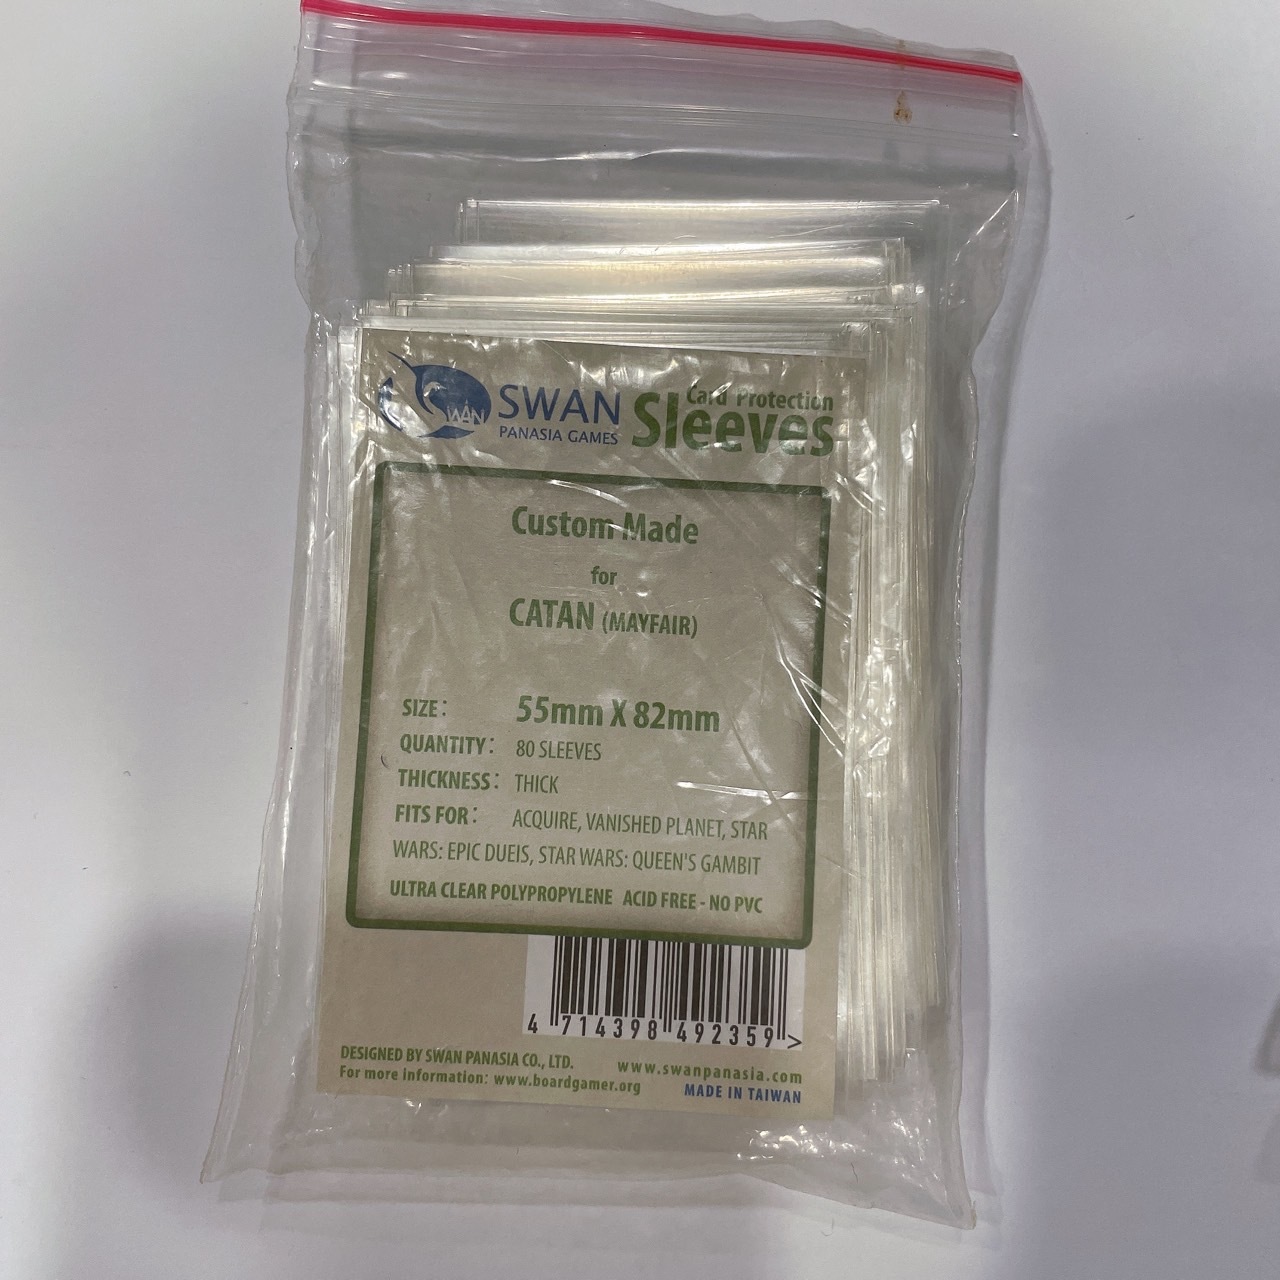 SWAN
SWAN
PANASIA GAMES
Card Protection
Sleeves
Custom Made
for
CATAN (MAYFAIR)
SIZE: 55mm X 82mm
QUANTITY: 80 SLEEVES
THICKNESS: THICK
FITS FOR: ACQUIRE, VANISHED PLANET, STAR
WARS: EPIC DUEIS, STAR WARS: QUEEN'S GAMBIT
ULTRA CLEAR POLYPROPYLENE ACID FREE - NO PVC
4 714398 492359 >
DESIGNED BY SWAN PANASIA CO., LTD. www.swanpanasia.com
For more information: www.boardgamer.org MADE IN TAIWAN